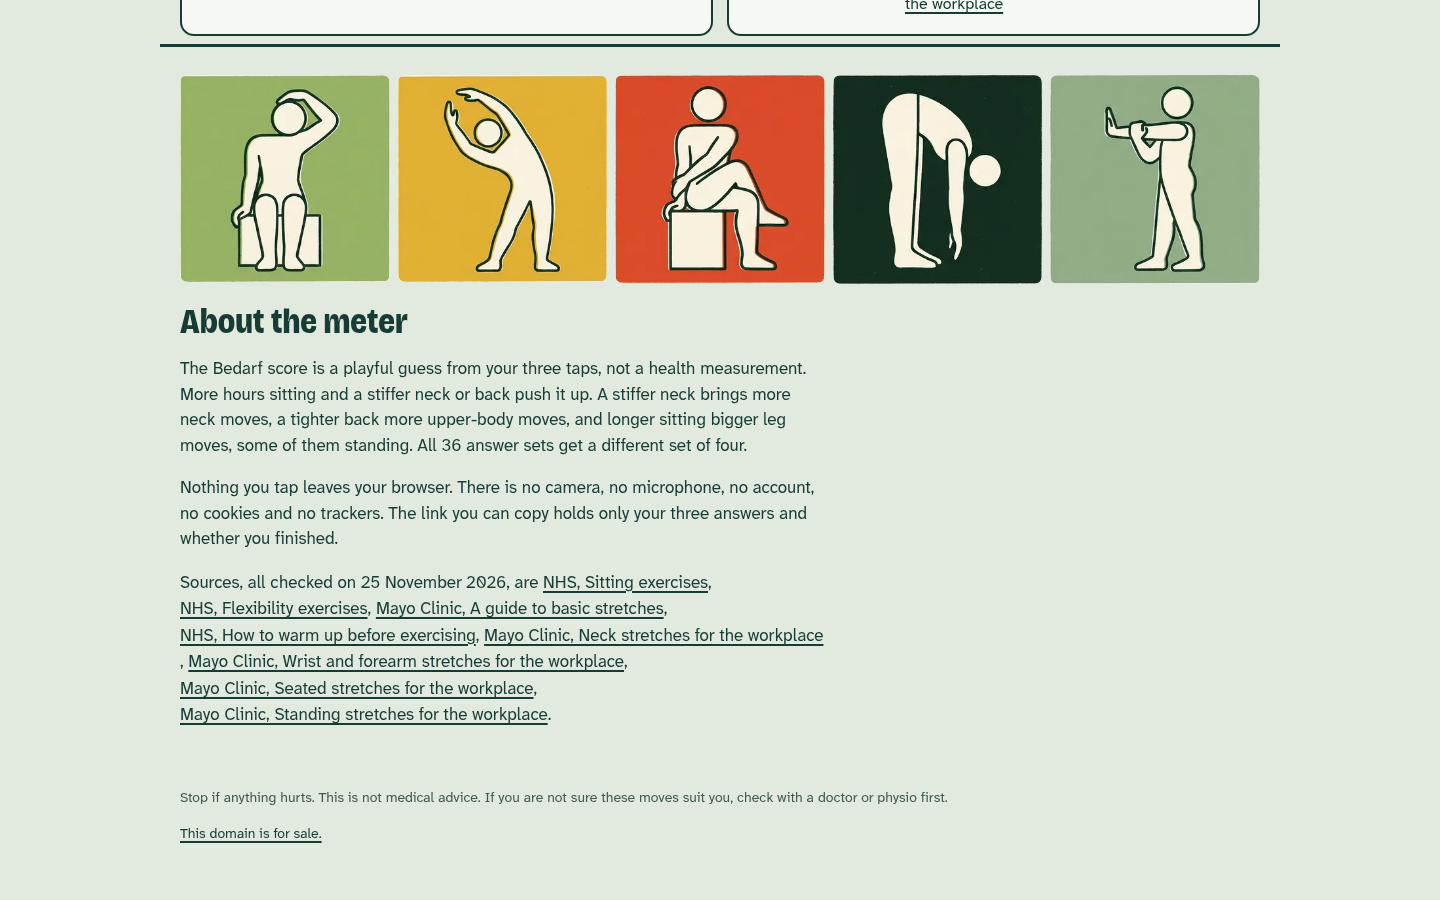 the workplace
About the meter
The Bedarf score is a playful guess from your three taps, not a health measurement.
More hours sitting and a stiffer neck or back push it up. A stiffer neck brings more
neck moves, a tighter back more upper-body moves, and longer sitting bigger leg
moves, some of them standing. All 36 answer sets get a different set of four.
Nothing you tap leaves your browser. There is no camera, no microphone, no account,
no cookies and no trackers. The link you can copy holds only your three answers and
whether you finished.
Sources, all checked on 25 November 2026, are NHS, Sitting exercises,
NHS, Flexibility exercises, Mayo Clinic, A guide to basic stretches,
NHS, How to warm up before exercising, Mayo Clinic, Neck stretches for the workplace
, Mayo Clinic, Wrist and forearm stretches for the workplace,
Mayo Clinic, Seated stretches for the workplace,
Mayo Clinic, Standing stretches for the workplace.
Stop if anything hurts. This is not medical advice. If you are not sure these moves suit you, check with a doctor or physio first.
This domain is for sale.